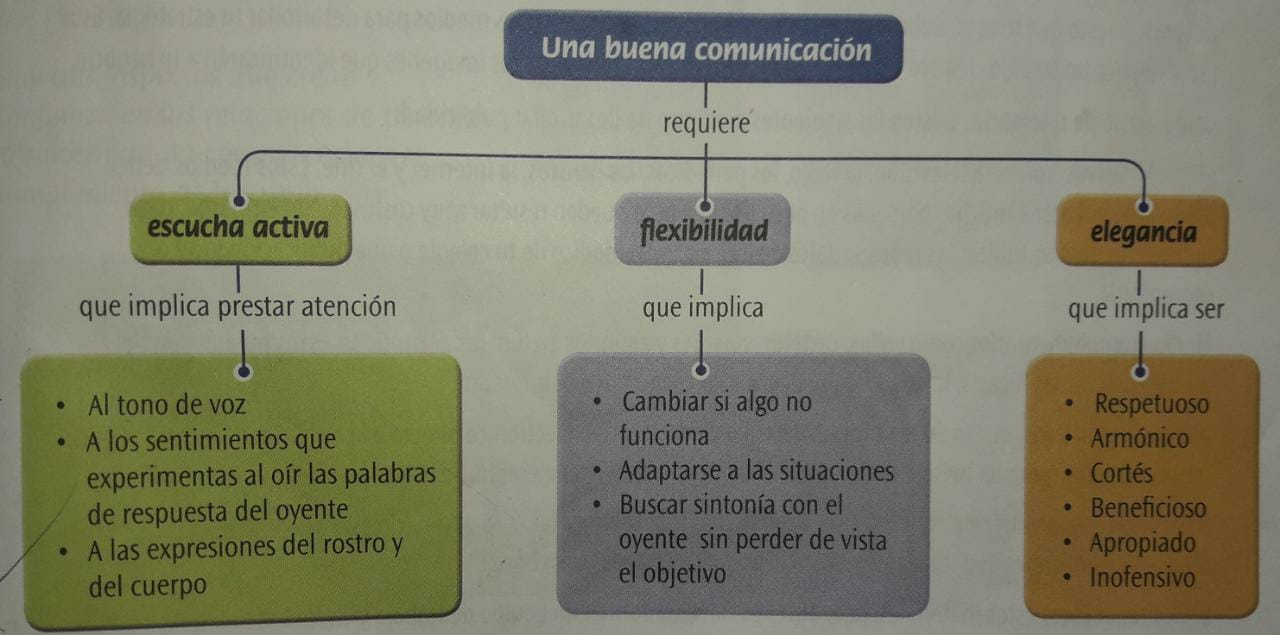 Una buena comunicación
requiere
escucha activa
que implica prestar atención
• Al tono de voz
• A los sentimientos que
experimentas al oír las palabras
de respuesta del oyente
• A las expresiones del rostro y
del cuerpo
flexibilidad
que implica
• Cambiar si algo no
funciona
• Adaptarse a las situaciones
• Buscar sintonía con el
oyente sin perder de vista
el objetivo
elegancia
que implica ser
• Respetuoso
• Armónico
• Cortés
• Beneficioso
• Apropiado
• Inofensivo